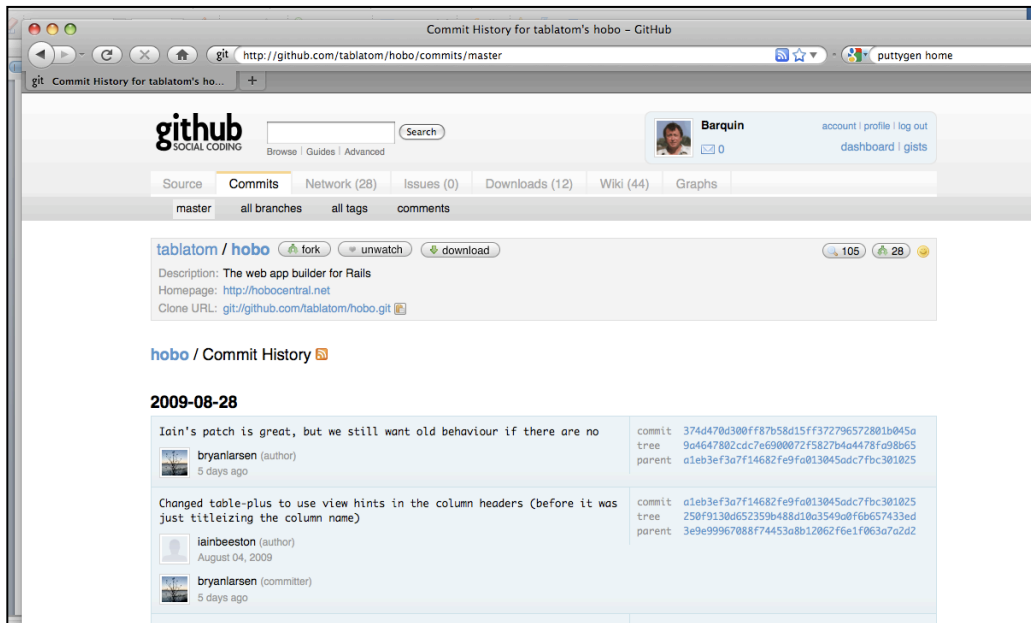 Commit History for tablatom's hobo – GitHub
git http://github.com/tablatom/hobo/commits/master
puttygen home
git Commit History for tablatom's ho...
github
SOCIAL CODING
Search
Browse | Guides | Advanced
Barquin
0
account | profile | log out
dashboard | gists
Source Commits Network (28) Issues (0) Downloads (12) Wiki (44) Graphs
master all branches all tags comments
tablatom / hobo fork unwatch download 105 28
Description: The web app builder for Rails
Homepage: http://hobocentral.net
Clone URL: git://github.com/tablatom/hobo.git
hobo / Commit History
2009-08-28
Iain's patch is great, but we still want old behaviour if there are no
bryanlarsen (author)
5 days ago
commit 374d470d300ff87b58d15ff372796572801b045a
tree 9a4647802cdc7e6900072f5827b4a4478fa98b65
parent a1eb3ef3a7f14682fe9fa013045adc7fbc301025
Changed table-plus to use view hints in the column headers (before it was
just titleizing the column name)
iainbeeston (author)
August 04, 2009
bryanlarsen (committer)
5 days ago
commit a1eb3ef3a7f14682fe9fa013045adc7fbc301025
tree 250f9130d652359b488d10a3549a0f6b657433ed
parent 3e9e99967088f74453a8b12062f6e1f063a7a2d2